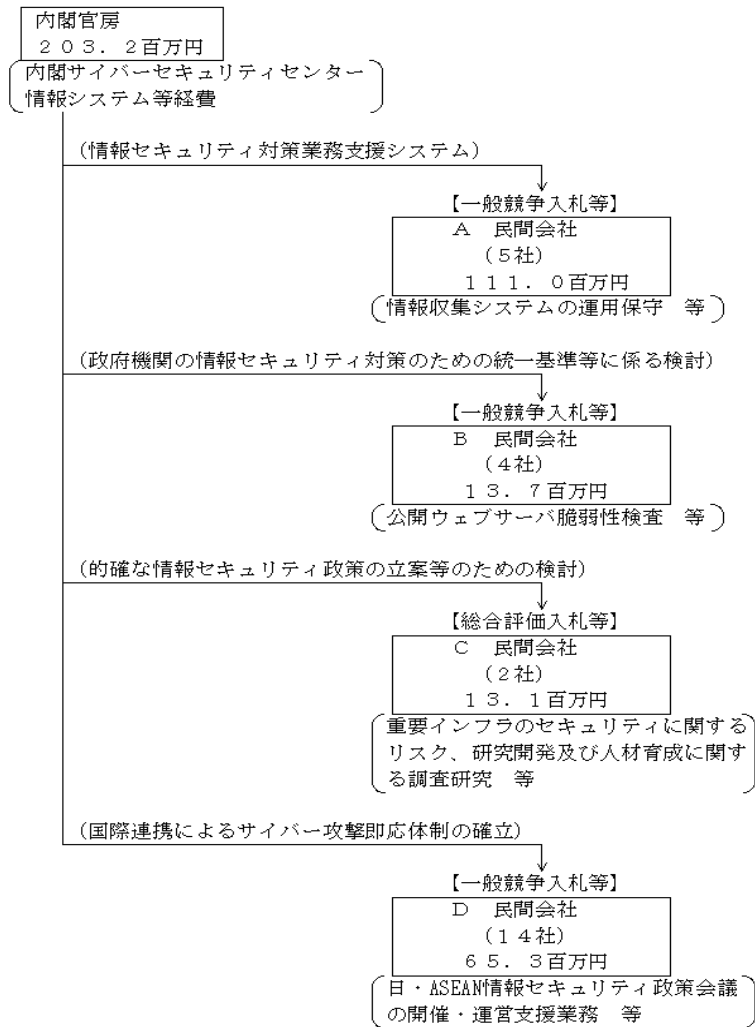 内閣官房
２０３．２百万円
内閣サイバーセキュリティセンター
情報システム等経費
(情報セキュリティ対策業務支援システム)
【一般競争入札等】
Ａ　民間会社
(５社)
１１１．０百万円
情報収集システムの運用保守　等
(政府機関の情報セキュリティ対策のための統一基準等に係る検討)
【一般競争入札等】
Ｂ　民間会社
(４社)
１３．７百万円
公開ウェブサーバ脆弱性検査　等
(的確な情報セキュリティ政策の立案等のための検討)
【総合評価入札等】
Ｃ　民間会社
(２社)
１３．１百万円
重要インフラのセキュリティに関する
リスク、研究開発及び人材育成に関す
る調査研究　等
(国際連携によるサイバー攻撃即応体制の確立)
【一般競争入札等】
Ｄ　民間会社
(１４社)
６５．３百万円
日・ASEAN情報セキュリティ政策会議
の開催・運営支援業務　等